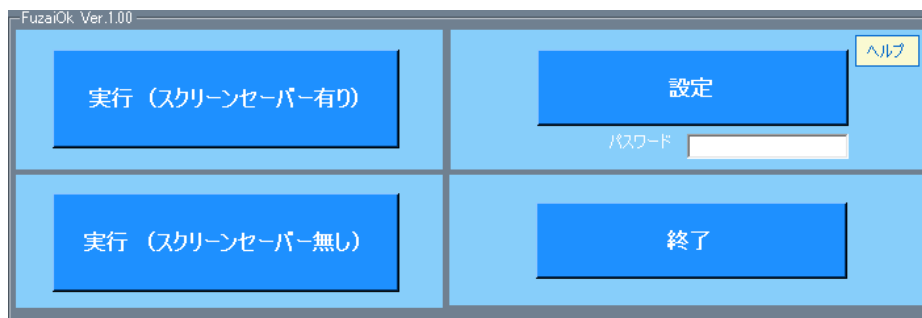 FuzaiOk Ver.1.00
実行 （スクリーンセーバー有り）
設定
ヘルプ
パスワード
実行 （スクリーンセーバー無し）
終了